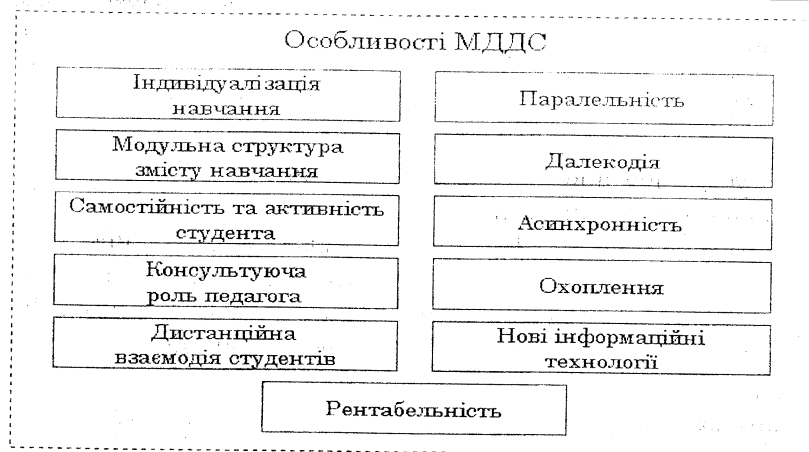 Особливості МДДС
Індивідуалізація
навчання
Паралельність
Модульна структура
змісту навчання
Далекодія
Самостійність та активність
студента
Асинхронність
Консультуюча
роль педагога
Охоплення
Дистанційна
взаємодія студентів
Нові інформаційні
технології
Рентабельність